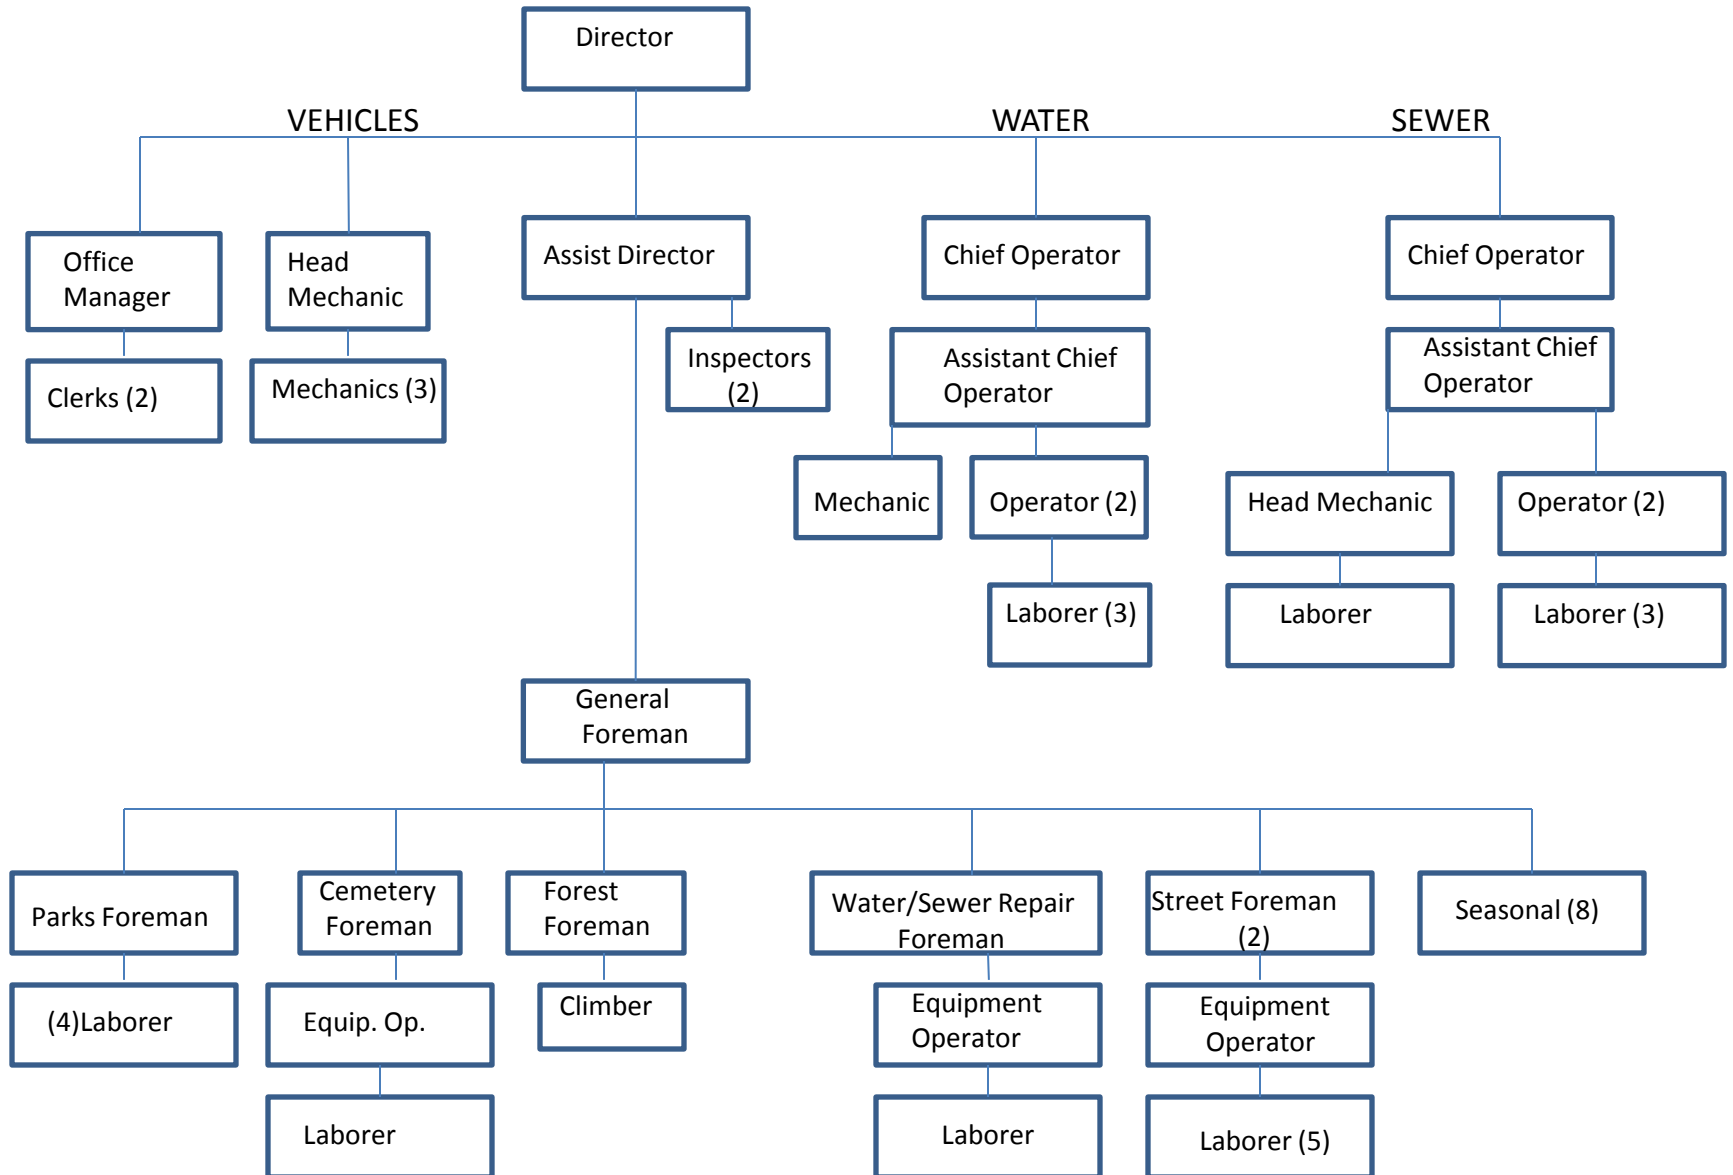 Director
VEHICLES
WATER
SEWER
Office
Manager
Head
Mechanic
Assist Director
Chief Operator
Chief Operator
Clerks (2)
Mechanics (3)
Inspectors
(2)
Assistant Chief
Operator
Assistant Chief
Operator
Mechanic
Operator (2)
Head Mechanic
Operator (2)
Laborer (3)
Laborer
Laborer (3)
General
Foreman
Parks Foreman
Cemetery
Foreman
Forest
Foreman
Water/Sewer Repair
Foreman
Street Foreman
(2)
Seasonal (8)
(4)Laborer
Equip. Op.
Climber
Equipment
Operator
Equipment
Operator
Laborer
Laborer
Laborer (5)